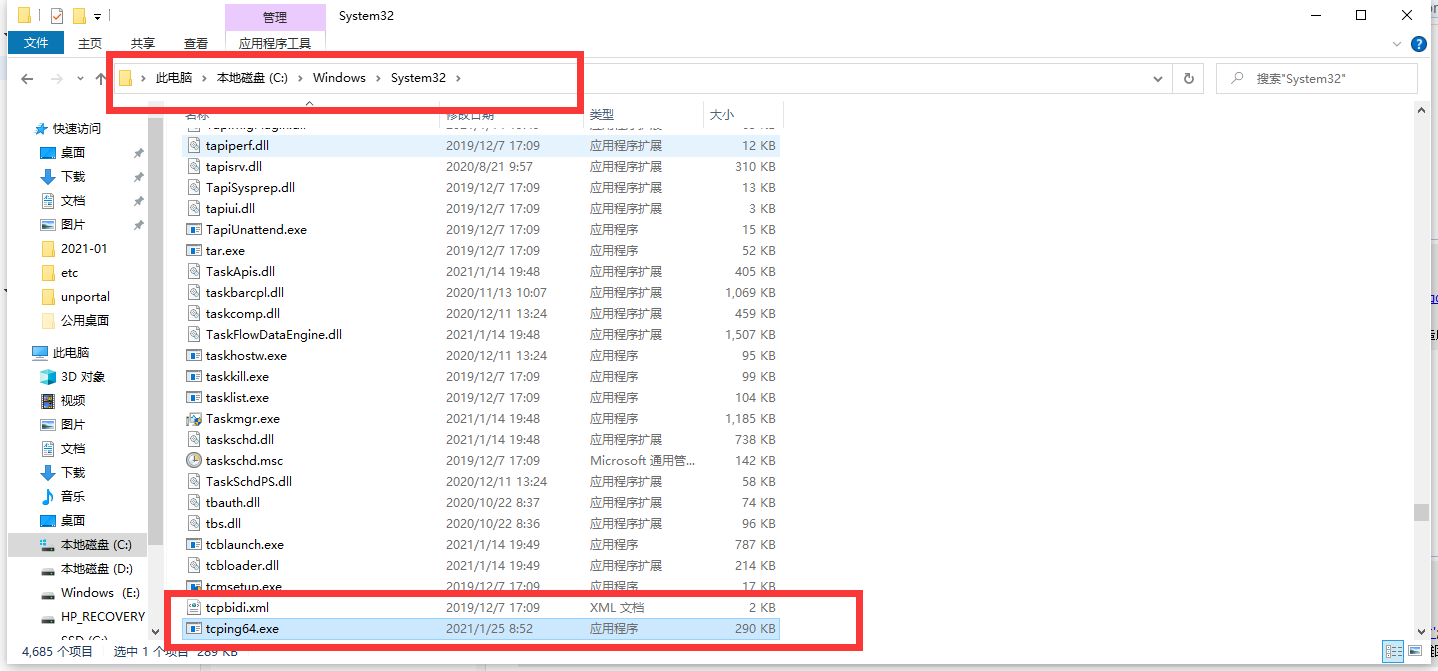 管理
System32
文件
主页
共享
查看
应用程序工具
此电脑
本地磁盘 (C:)
Windows
System32
搜索"System32"
快速访问
桌面
下载
文档
图片
2021-01
etc
unportal
公用桌面
此电脑
3D 对象
视频
图片
文档
下载
音乐
桌面
本地磁盘 (C:)
本地磁盘 (D:)
Windows (E:)
HP_RECOVERY
名称 修改日期 类型 大小
tapiperf.dll 2019/12/7 17:09 应用程序扩展 12 KB
tapisrv.dll 2020/8/21 9:57 应用程序扩展 310 KB
TapiSysprep.dll 2019/12/7 17:09 应用程序扩展 13 KB
tapiui.dll 2019/12/7 17:09 应用程序扩展 3 KB
TapiUnattend.exe 2019/12/7 17:09 应用程序 15 KB
tar.exe 2019/12/7 17:09 应用程序 52 KB
TaskApis.dll 2021/1/14 19:48 应用程序扩展 405 KB
taskbarcpl.dll 2020/11/13 10:07 应用程序扩展 1,069 KB
taskcomp.dll 2020/12/11 13:24 应用程序扩展 459 KB
TaskFlowDataEngine.dll 2021/1/14 19:48 应用程序扩展 1,507 KB
taskhostw.exe 2020/12/11 13:24 应用程序 95 KB
taskkill.exe 2019/12/7 17:09 应用程序 99 KB
tasklist.exe 2019/12/7 17:09 应用程序 104 KB
Taskmgr.exe 2021/1/14 19:48 应用程序 1,185 KB
taskschd.dll 2021/1/14 19:48 应用程序扩展 738 KB
taskschd.msc 2019/12/7 17:09 Microsoft 通用管... 142 KB
TaskSchdPS.dll 2020/12/11 13:24 应用程序扩展 58 KB
tbauth.dll 2020/10/22 8:37 应用程序扩展 74 KB
tbs.dll 2020/10/22 8:36 应用程序扩展 96 KB
tcblaunch.exe 2021/1/14 19:49 应用程序 787 KB
tcbloader.dll 2021/1/14 19:49 应用程序扩展 214 KB
tcmsetup.exe 2019/12/7 17:09 应用程序 17 KB
tcpbidi.xml 2019/12/7 17:09 XML 文档 2 KB
tcping64.exe 2021/1/25 8:52 应用程序 290 KB
4,685 个项目 选中 1 个项目 289 KB